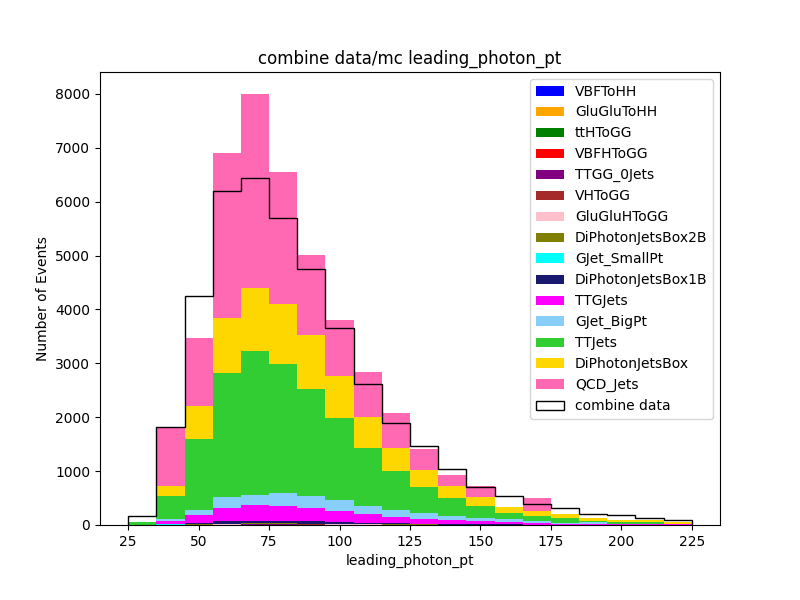 combine data/mc leading_photon_pt
Number of Events
8000
7000
6000
5000
4000
3000
2000
1000
0
25
50
75
100
125
150
175
200
225
leading_photon_pt
VBFToHH
GluGluToHH
ttHToGG
VBFHToGG
TTGG_0Jets
VHToGG
GluGluHToGG
DiPhotonJetsBox2B
GJet_SmallPt
DiPhotonJetsBox1B
TTGJets
GJet_BigPt
TTJets
DiPhotonJetsBox
QCD_Jets
combine data